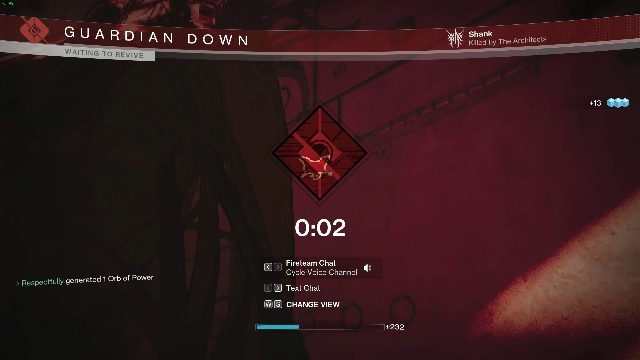 GUARDIAN DOWN
WAITING TO REVIVE
Shank
Killed by The Architects
+13
0:02
Fireteam Chat
Cycle Voice Channel
Text Chat
CHANGE VIEW
Respectfully generated 1 Orb of Power
+232